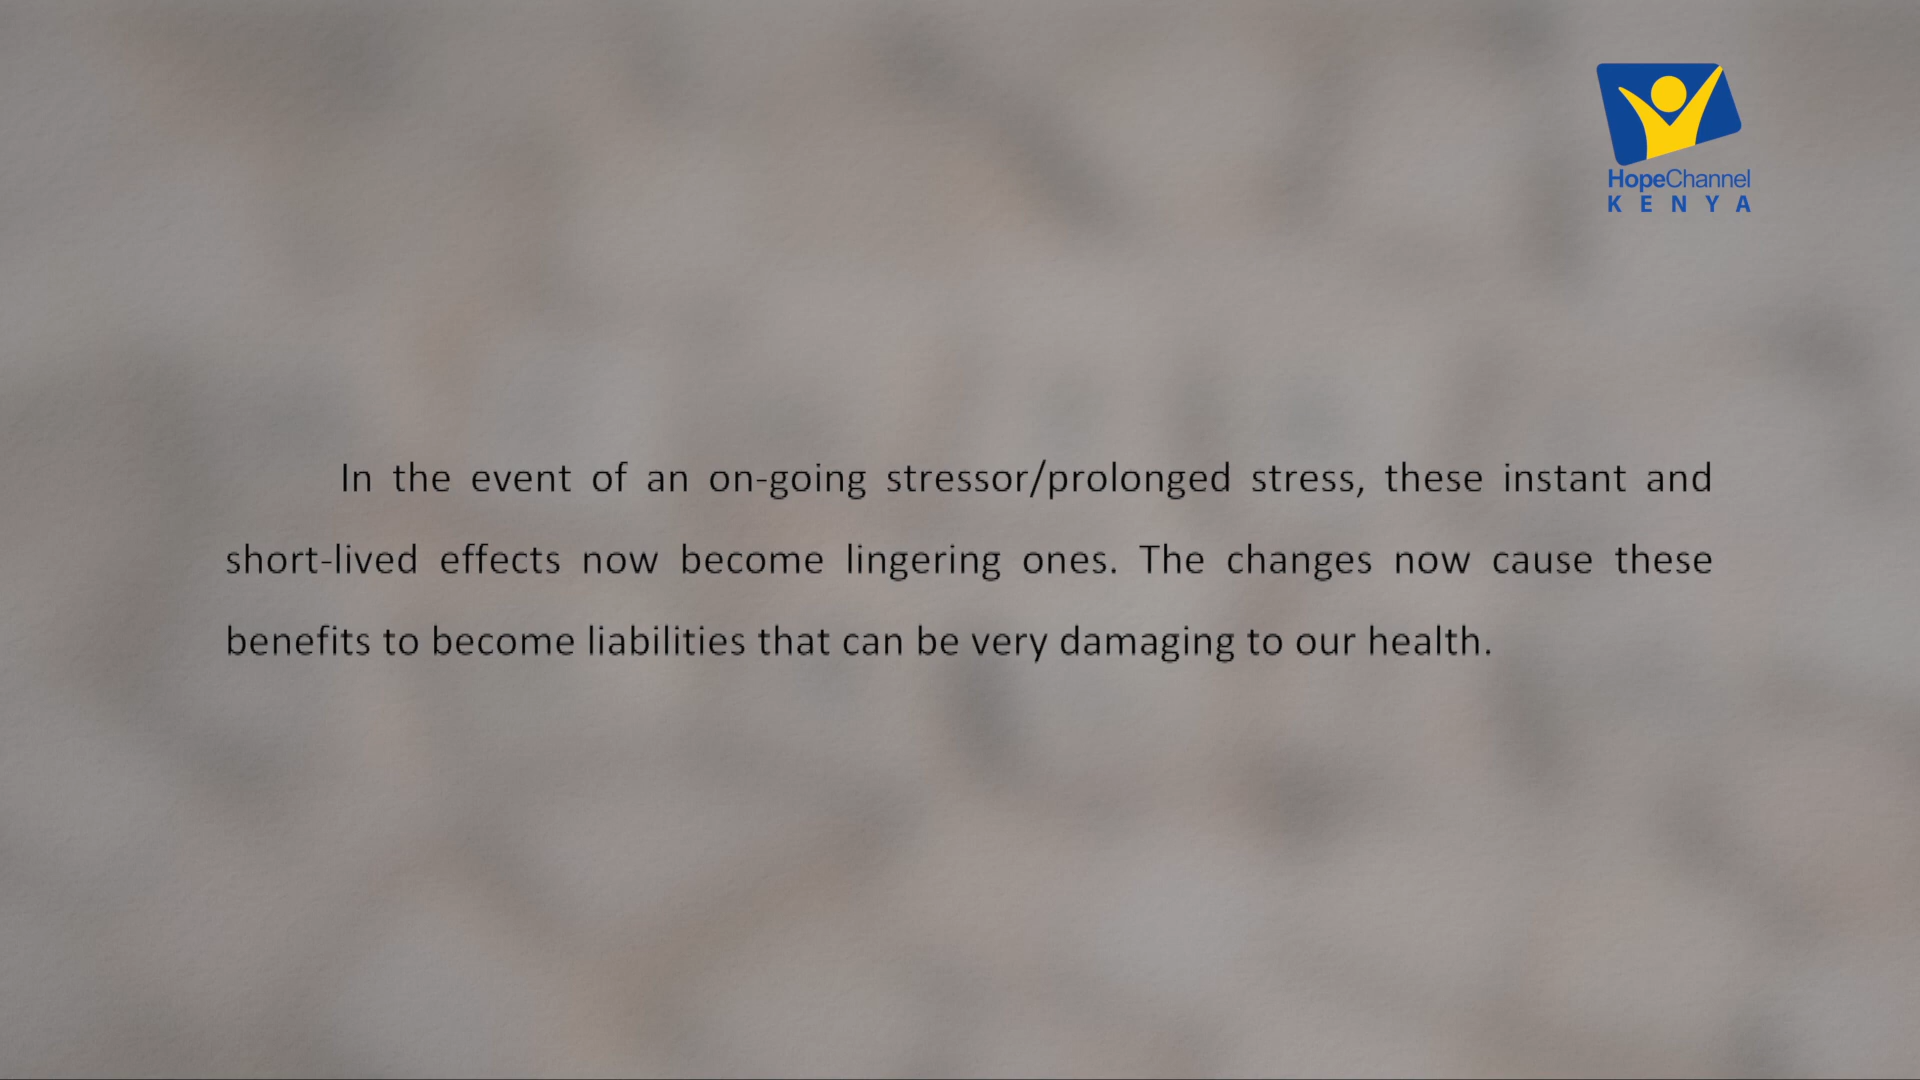 HopeChannel
KENYA
In the event of an on-going stressor/prolonged stress, these instant and
short-lived effects now become lingering ones. The changes now cause these
benefits to become liabilities that can be very damaging to our health.